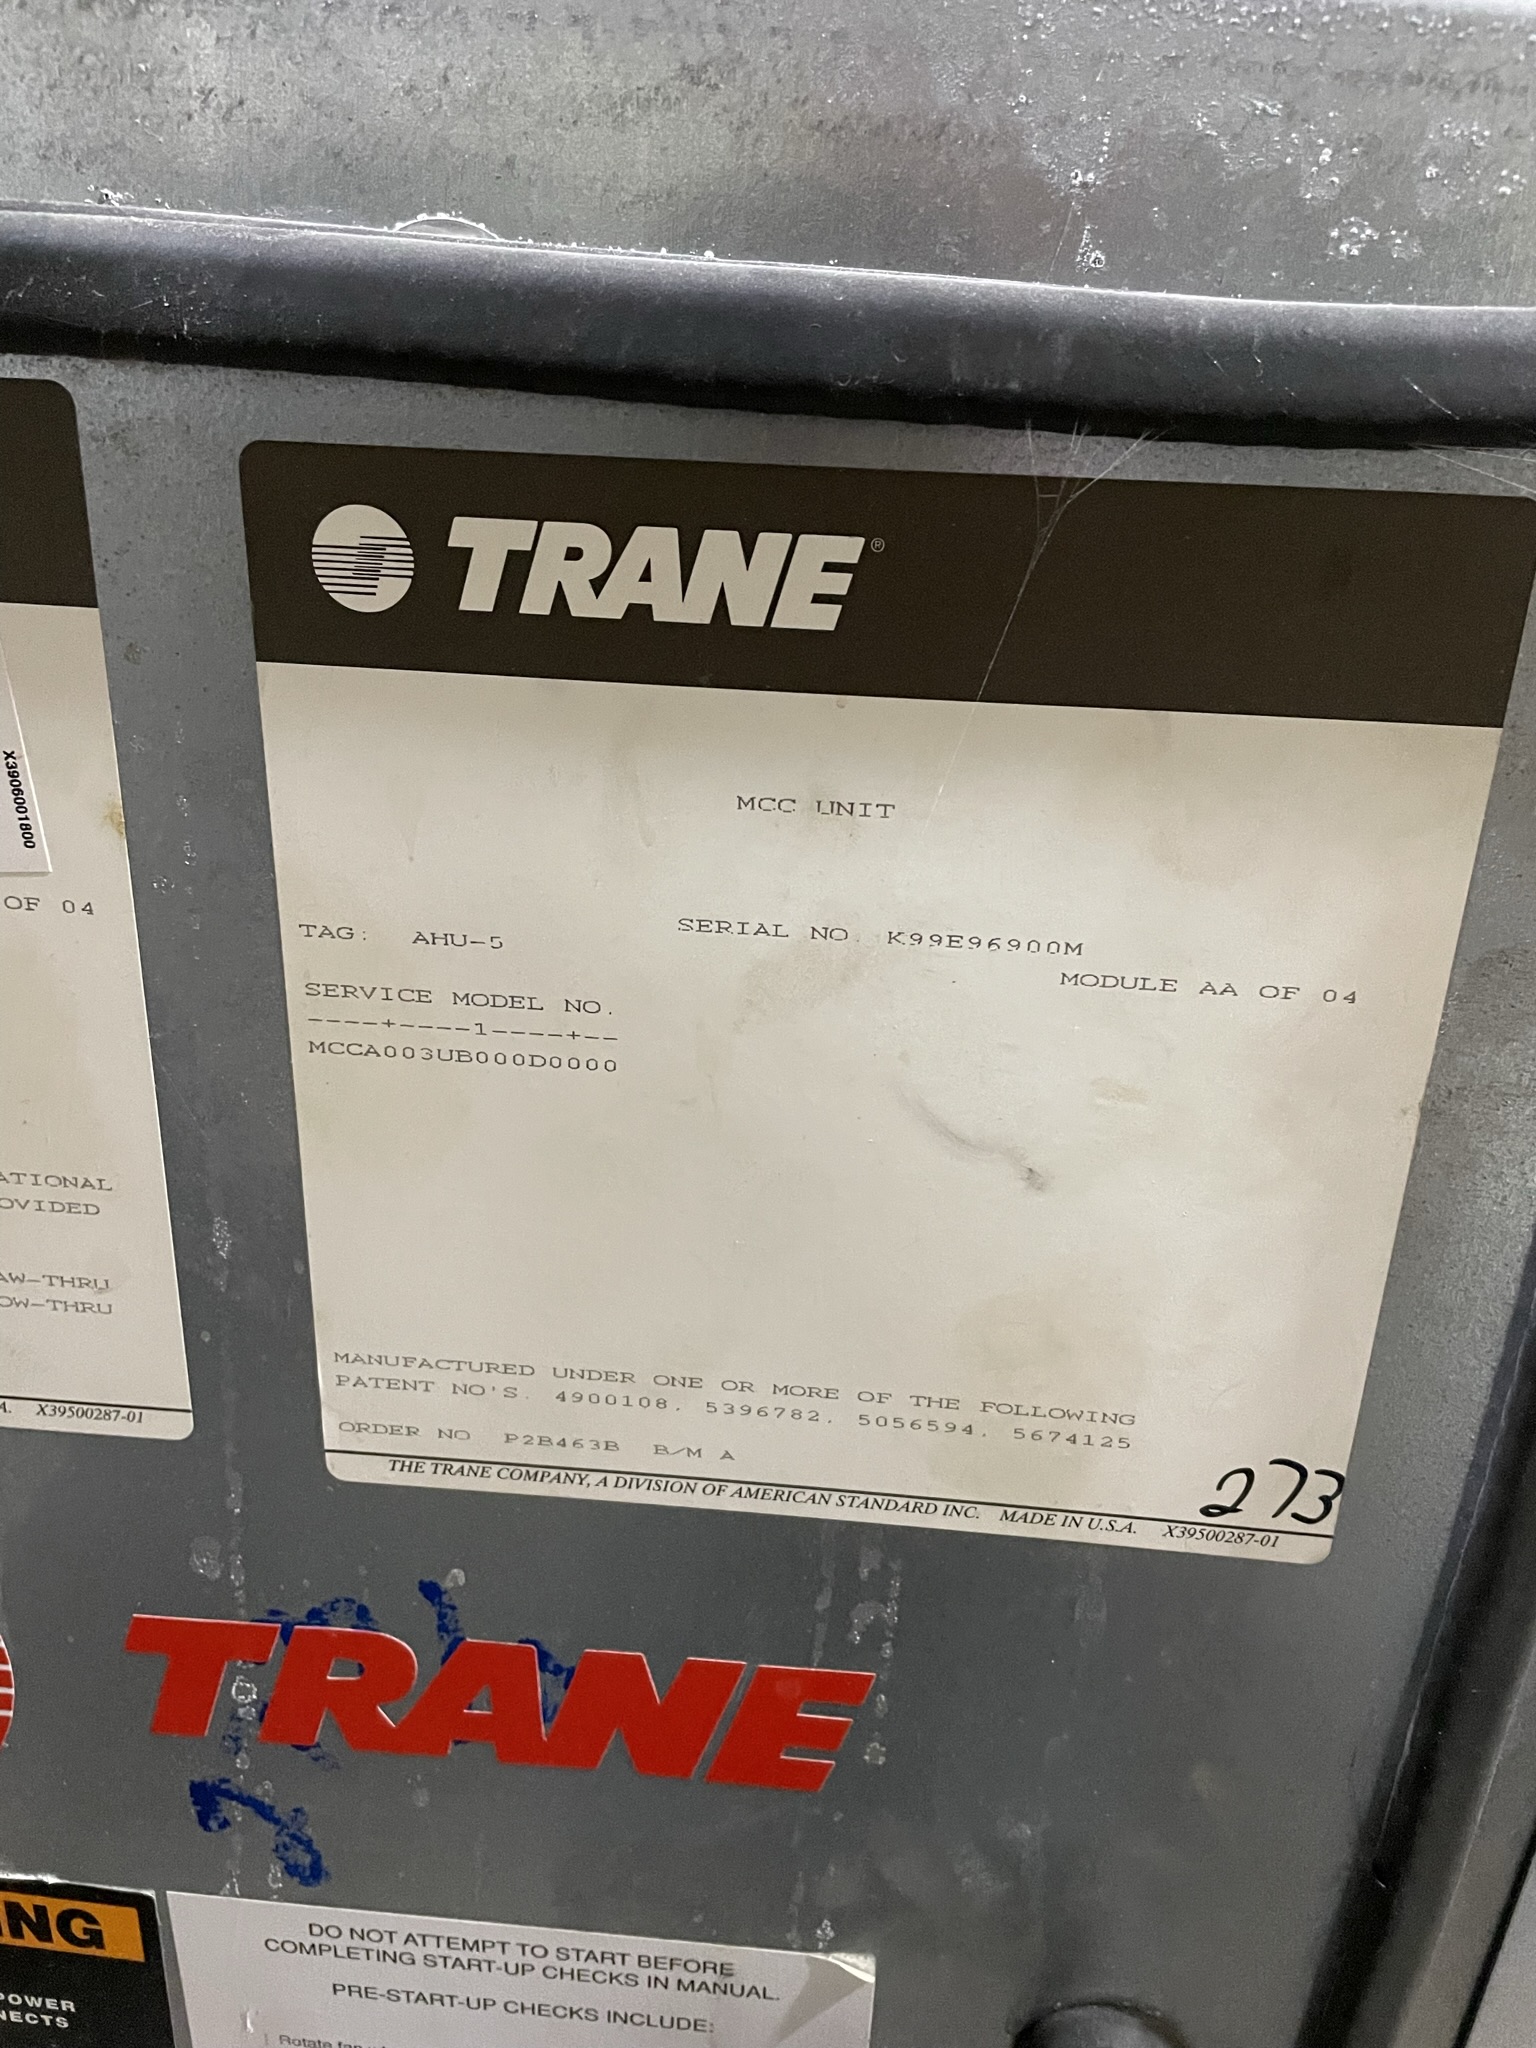 TRANE®
X3906001800
OF 04
MCC UNIT
TAG: AHU-5
SERIAL NO. K99E96900M
MODULE AA OF 04
SERVICE MODEL NO.
----+----1----+--
MCCA003UB000D0000
OVIDED
AW-THRU
OW-THRU
X39500287-01
MANUFACTURED UNDER ONE OR MORE OF THE FOLLOWING
PATENT NO'S. 4900108, 5396782, 5056594, 5674125
ORDER NO P2B463B B/M A
273
THE TRANE COMPANY, A DIVISION OF AMERICAN STANDARD INC. MADE IN U.S.A. X39500287-01
TRANE
NG
POWER
NECTS
DO NOT ATTEMPT TO START BEFORE
COMPLETING START-UP CHECKS IN MANUAL.
PRE-START-UP CHECKS INCLUDE:
Rotate